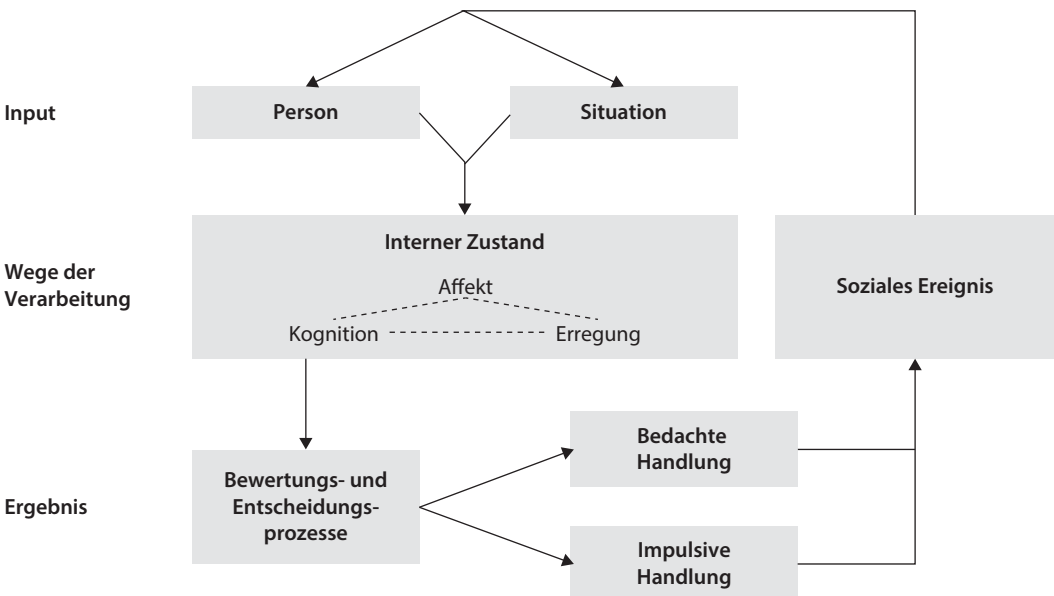 Input
Person
Situation
Wege der
Verarbeitung
Interner Zustand
Affekt
Kognition
Erregung
Soziales Ereignis
Ergebnis
Bewertungs- und
Entscheidungs-
prozesse
Bedachte
Handlung
Impulsive
Handlung